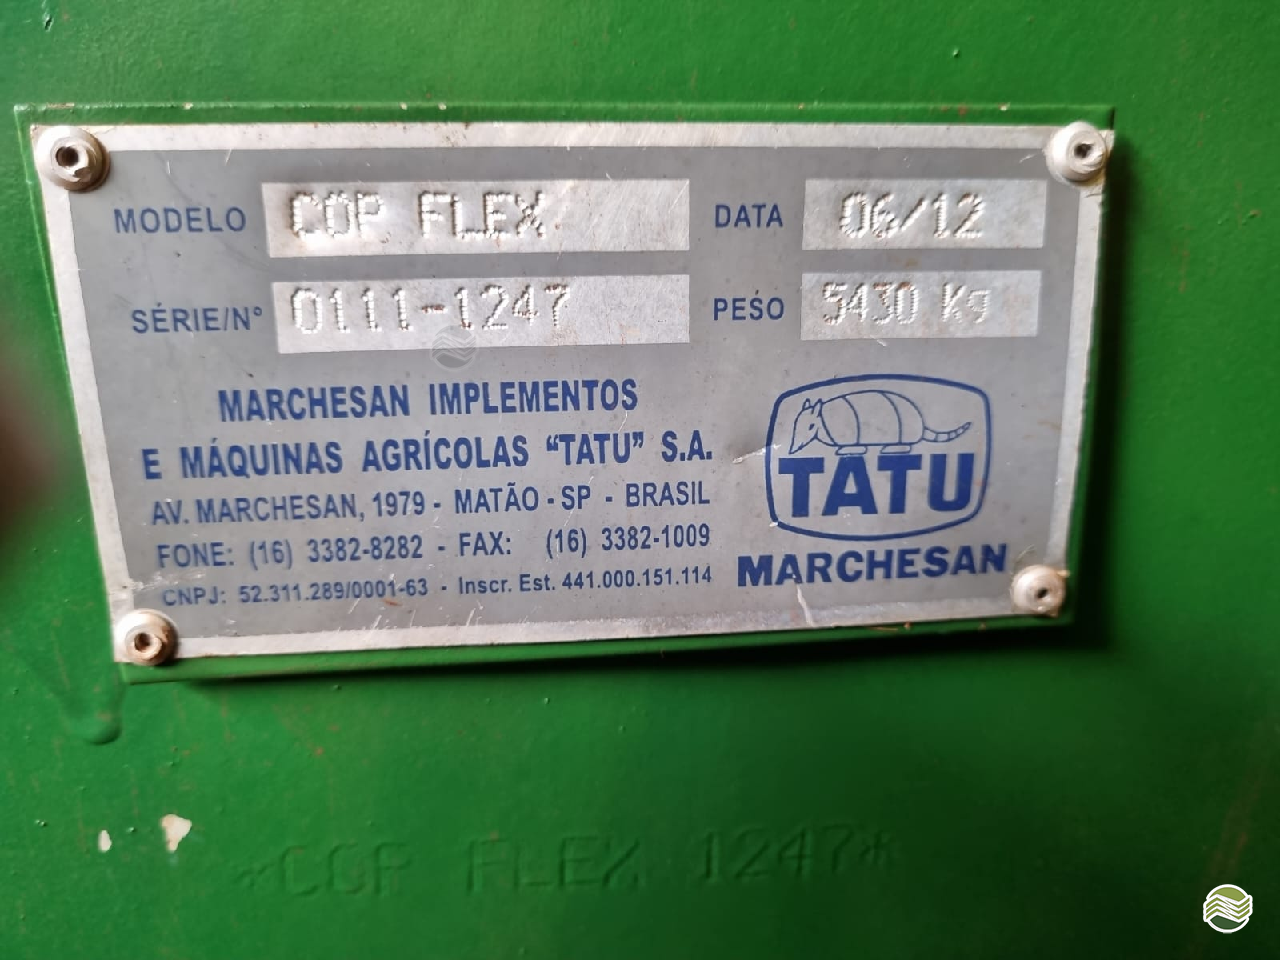 MODELO COP FLEX DATA 06/12
SÉRIE/Nº 0111-1247 PESO 5430 Kg
MARCHESAN IMPLEMENTOS
E MÁQUINAS AGRÍCOLAS “TATU” S.A.
AV. MARCHESAN, 1979 - MATÃO - SP - BRASIL
FONE: (16) 3382-8282 - FAX: (16) 3382-1009
CNPJ: 52.311.289/0001-63 - Inscr. Est. 441.000.151.114
TATU
MARCHESAN
*COP FLEX 1247*